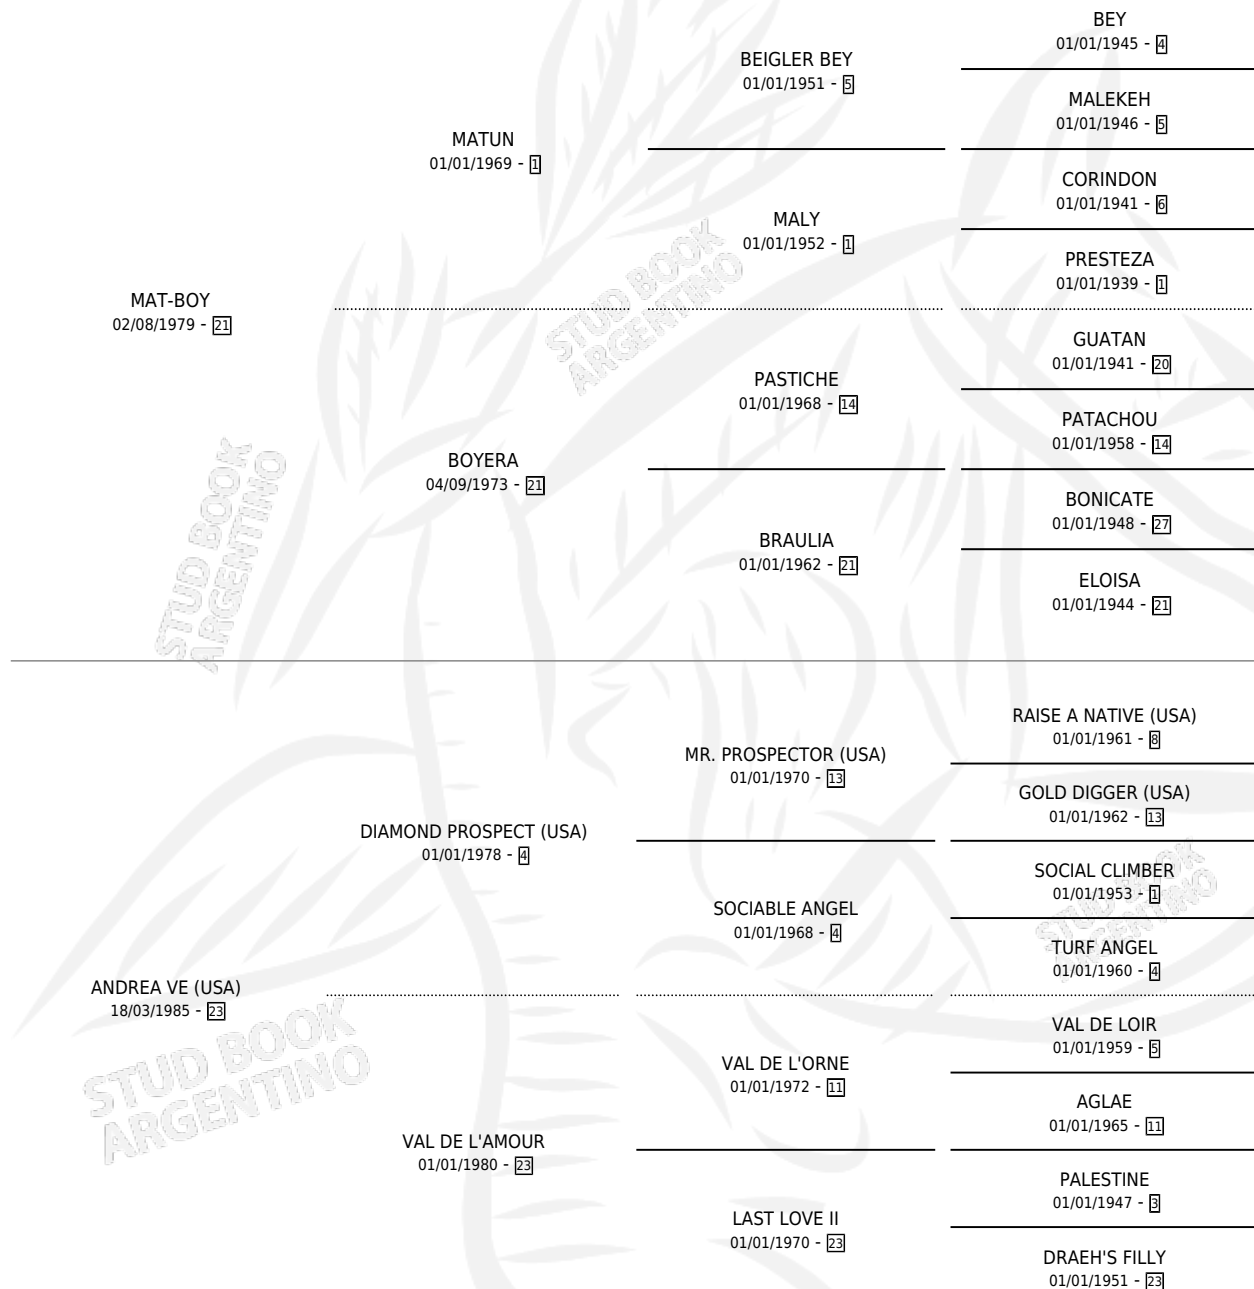 BEY
01/01/1945 - 4
BEIGLER BEY
01/01/1951 - 5
MALEKEH
01/01/1946 - 5
MATUN
01/01/1969 - 1
CORINDON
01/01/1941 - 6
MALY
01/01/1952 - 1
PRESTEZA
01/01/1939 - 1
MAT-BOY
02/08/1979 - 21
GUATAN
01/01/1941 - 20
PASTICHE
01/01/1968 - 14
PATACHOU
01/01/1958 - 14
BOYERA
04/09/1973 - 21
BONICATE
01/01/1948 - 27
BRAULIA
01/01/1962 - 21
ELOISA
01/01/1944 - 21
RAISE A NATIVE (USA)
01/01/1961 - 8
MR. PROSPECTOR (USA)
01/01/1970 - 13
GOLD DIGGER (USA)
01/01/1962 - 13
DIAMOND PROSPECT (USA)
01/01/1978 - 4
SOCIAL CLIMBER
01/01/1953 - 1
SOCIABLE ANGEL
01/01/1968 - 4
TURF ANGEL
01/01/1960 - 4
ANDREA VE (USA)
18/03/1985 - 23
VAL DE LOIR
01/01/1959 - 5
VAL DE L'ORNE
01/01/1972 - 11
AGLAE
01/01/1965 - 11
VAL DE L'AMOUR
01/01/1980 - 23
PALESTINE
01/01/1947 - 3
LAST LOVE II
01/01/1970 - 23
DRAEH'S FILLY
01/01/1951 - 23
STUD BOOK
ARGENTINO
STUD BOOK
ARGENTINO
STUD BOOK
ARGENTINO
STUD BOOK
ARGENTINO